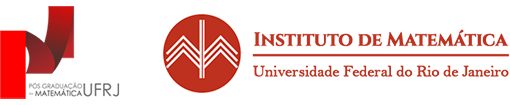 PÓS GRADUAÇÃO
EM MATEMÁTICA UFRJ
INSTITUTO DE MATEMÁTICA
Universidade Federal do Rio de Janeiro